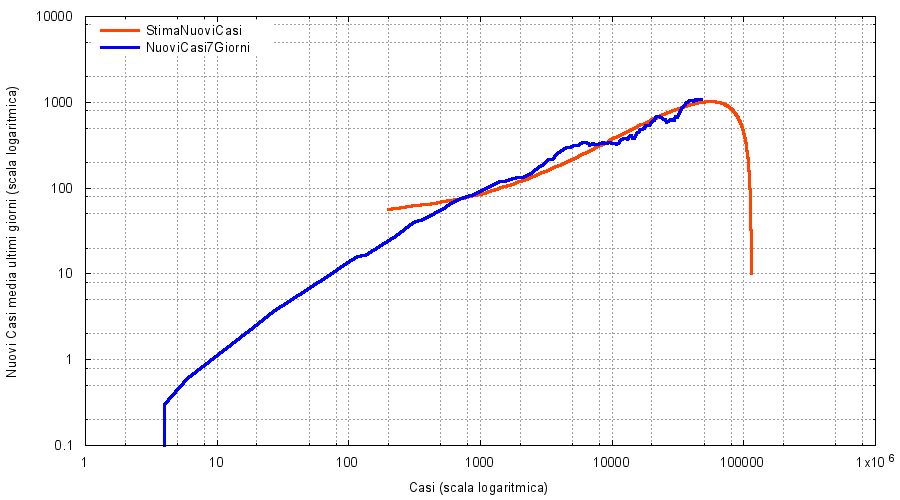 10000
1000
100
10
1
0.1
StimaNuoviCasi
NuoviCasi7Giorni
Nuovi Casi media ultimi giorni (scala logaritmica)
1 10 100 1000 10000 100000 1x10 6
Casi (scala logaritmica)